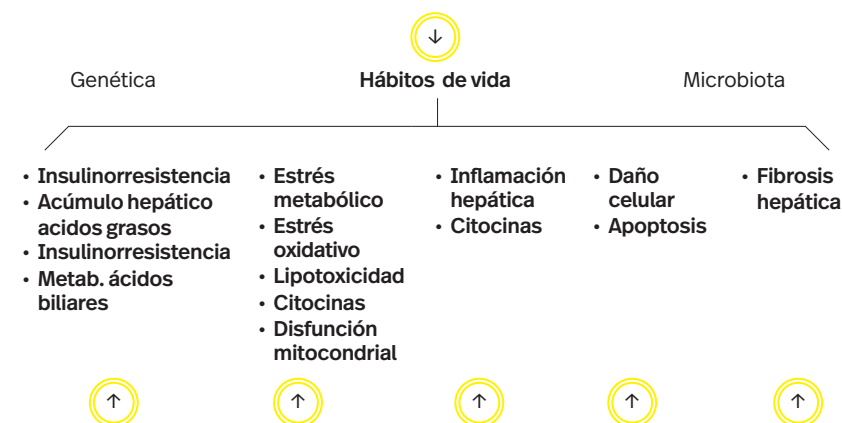 ↓
Genética
Hábitos de vida
Microbiota
• Insulinorresistencia
• Acúmulo hepático
acidos grasos
• Insulinorresistencia
• Metab. ácidos
biliares
• Estrés
metabólico
• Estrés
oxidativo
• Lipotoxicidad
• Citocinas
• Disfunción
mitocondrial
• Inflamación
hepática
• Citocinas
• Daño
celular
• Apoptosis
• Fibrosis
hepática
↑ ↑ ↑ ↑ ↑